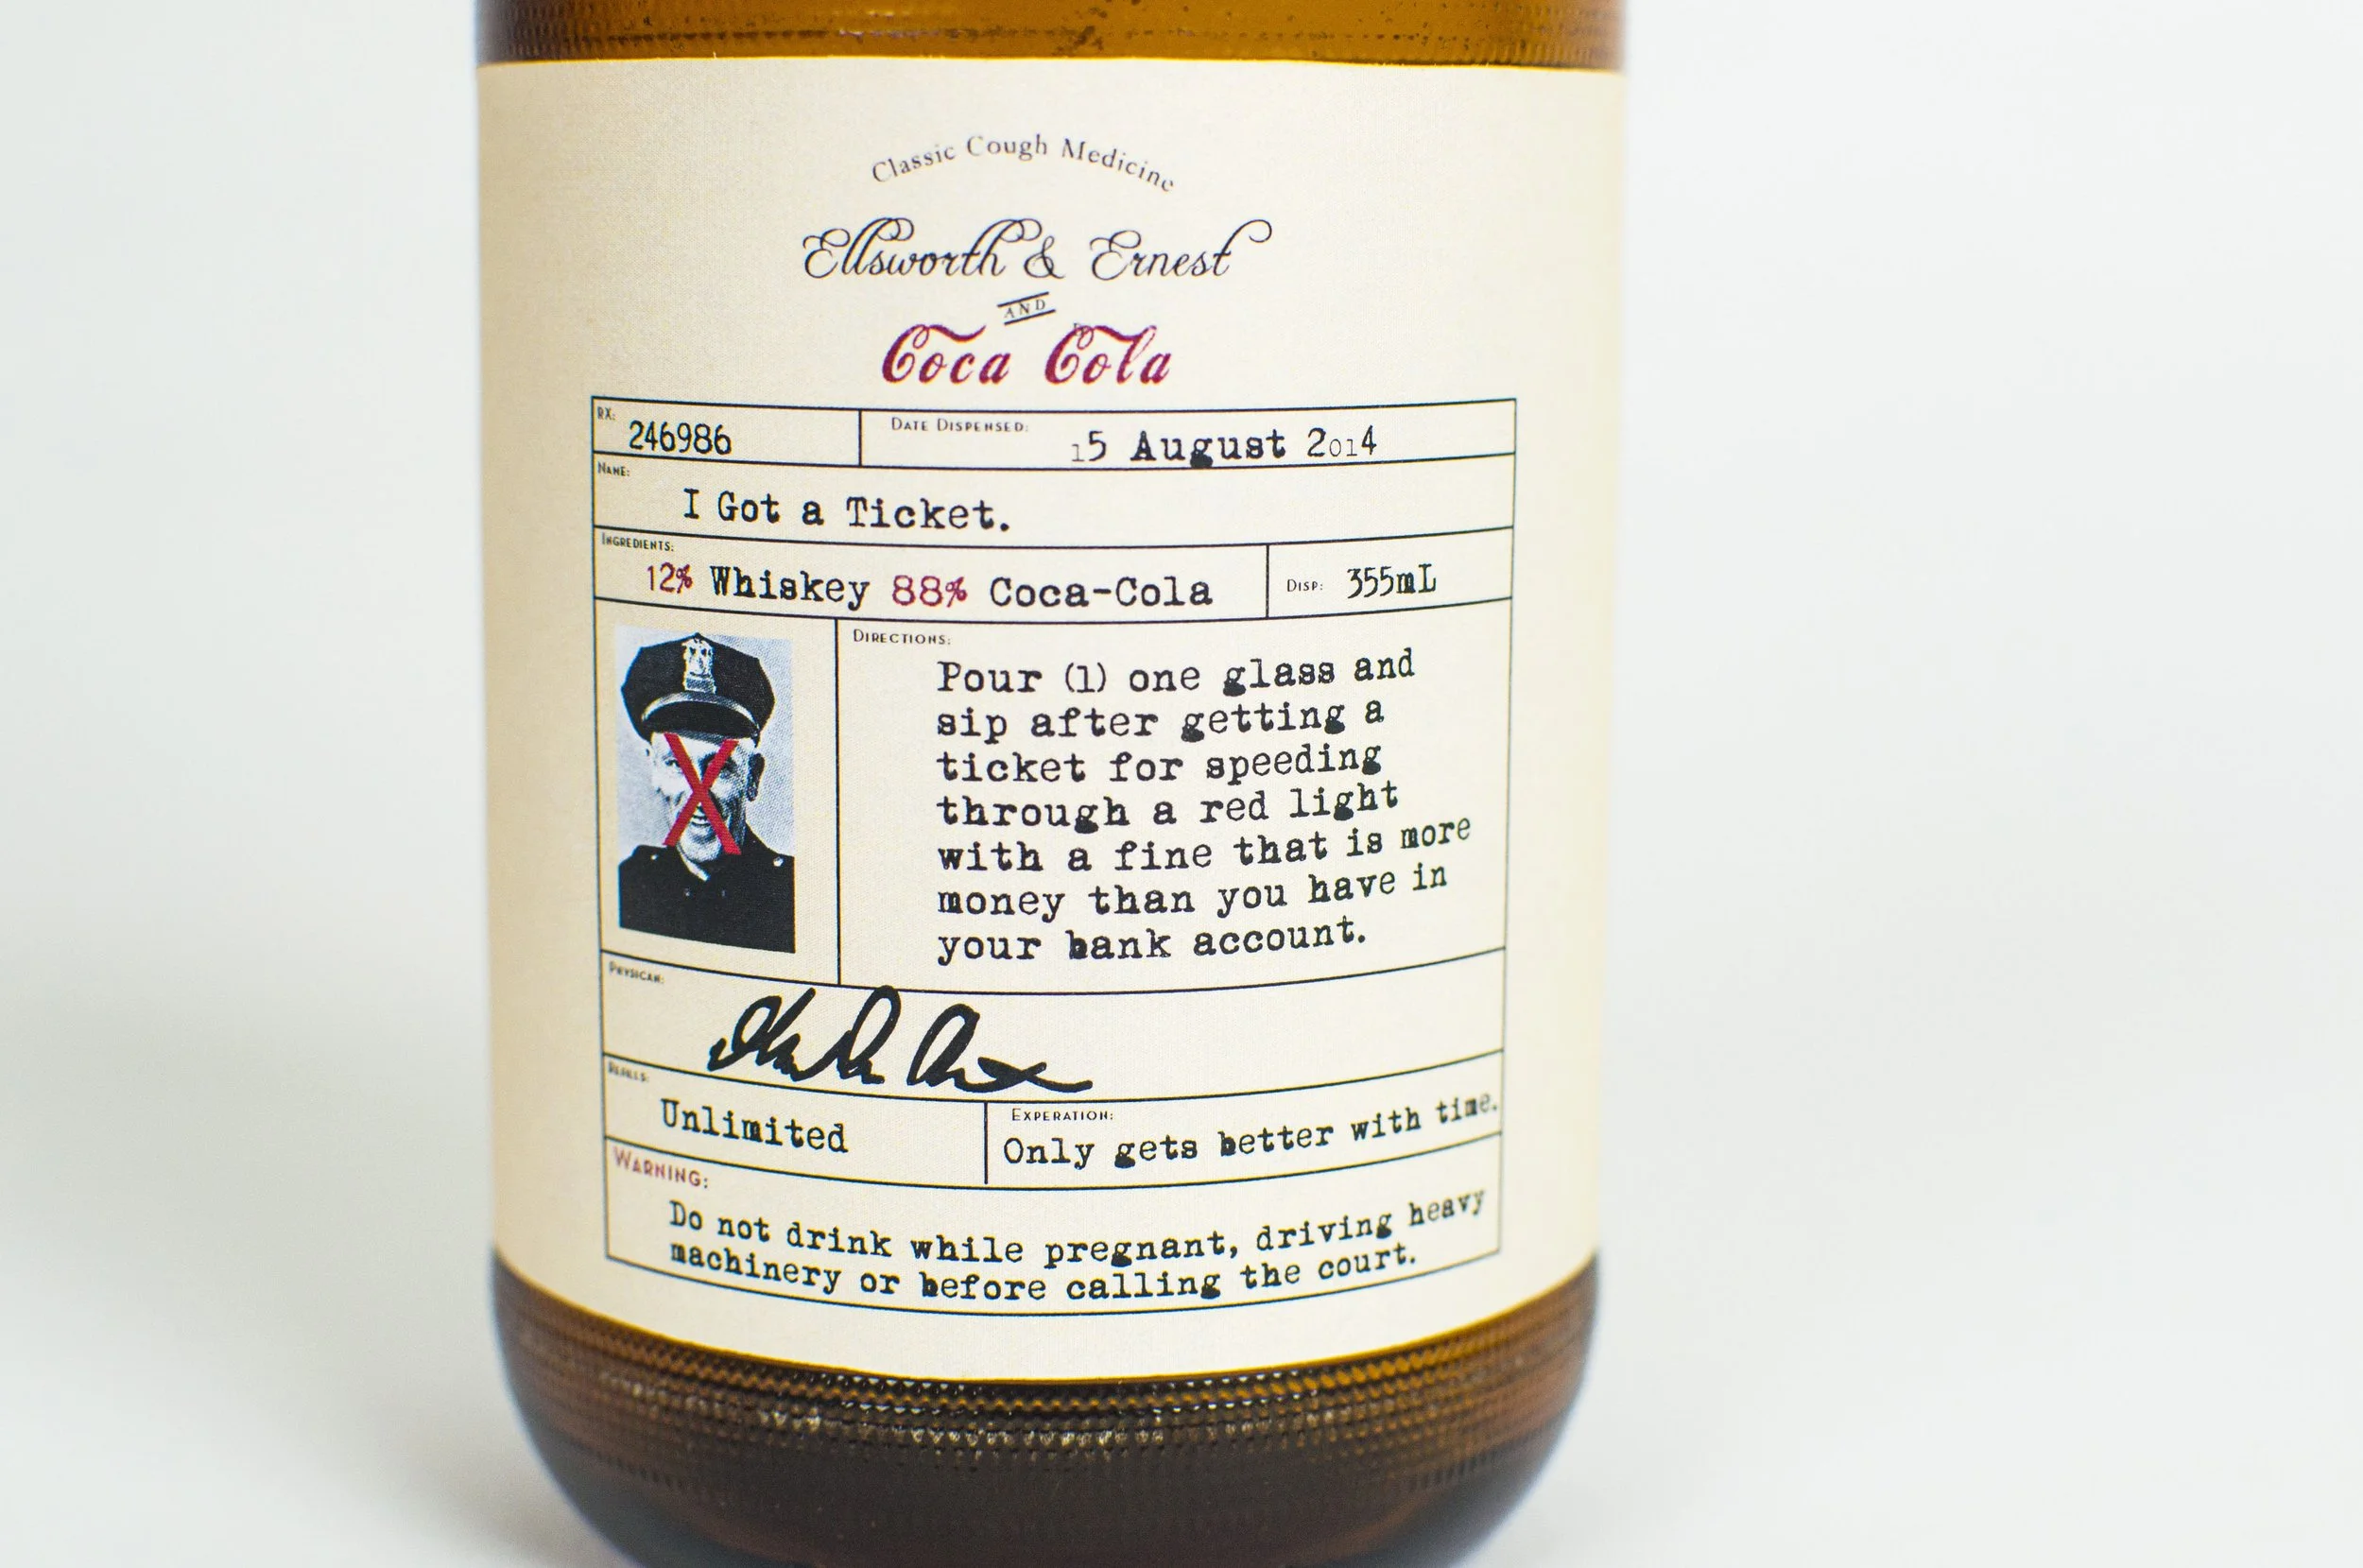 Classic Cough Medicine
Ellsworth & Ernest
AND
Coca Cola
RX: 246986
DATE DISPENSED: 15 August 2014
NAME:
I Got a Ticket.
INGREDIENTS:
12% Whiskey 88% Coca-Cola
DISP: 355mL
DIRECTIONS:
Pour (1) one glass and
sip after getting a
ticket for speeding
through a red light
with a fine that is more
money than you have in
your bank account.
X
PHYSICAN:
REFILLS:
Unlimited
EXPERATION:
Only gets better with time.
WARNING:
Do not drink while pregnant, driving heavy
machinery or before calling the court.